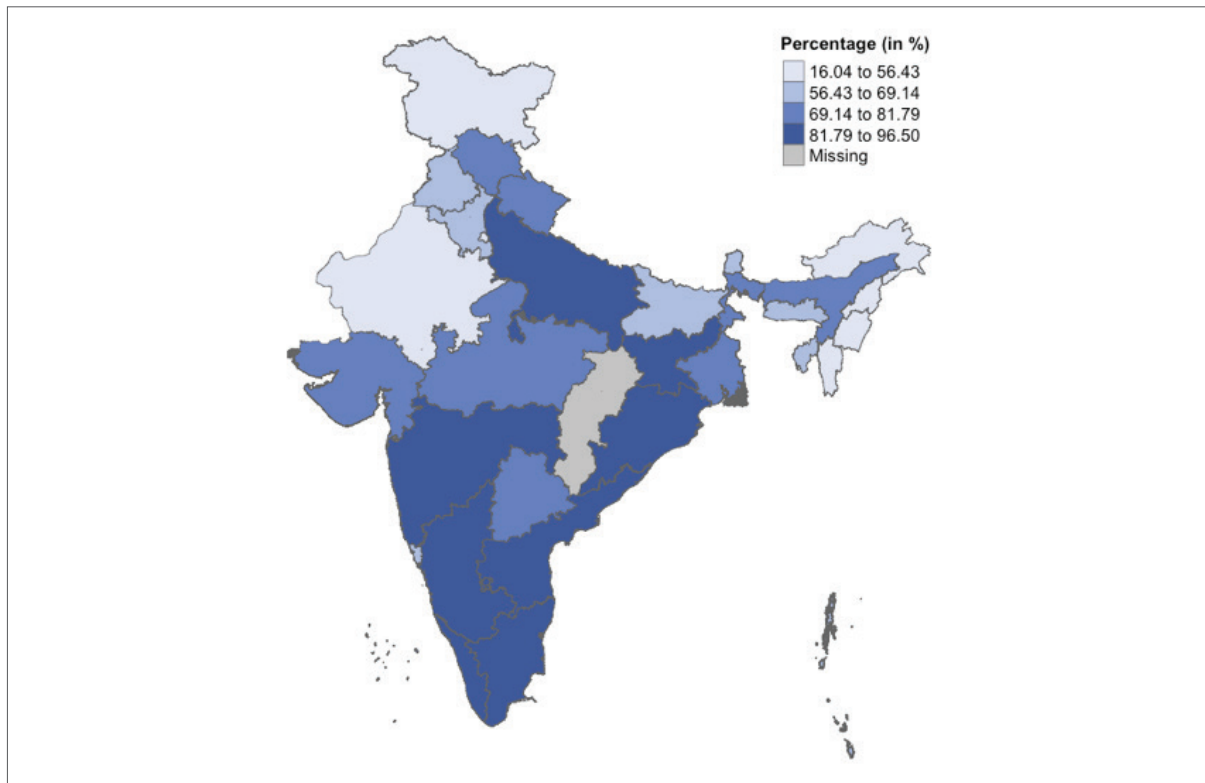 Percentage (in %)
16.04 to 56.43
56.43 to 69.14
69.14 to 81.79
81.79 to 96.50
Missing